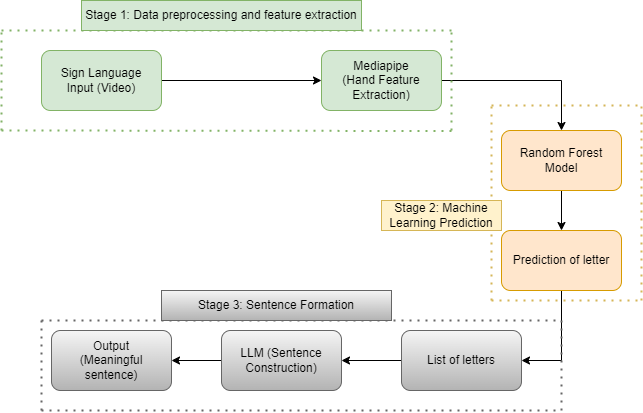 Stage 1: Data preprocessing and feature extraction
Sign Language
Input (Video)
Mediapipe
(Hand Feature
Extraction)
Random Forest
Model
Stage 2: Machine
Learning Prediction
Prediction of letter
Stage 3: Sentence Formation
Output
(Meaningful
sentence)
LLM (Sentence
Construction)
List of letters